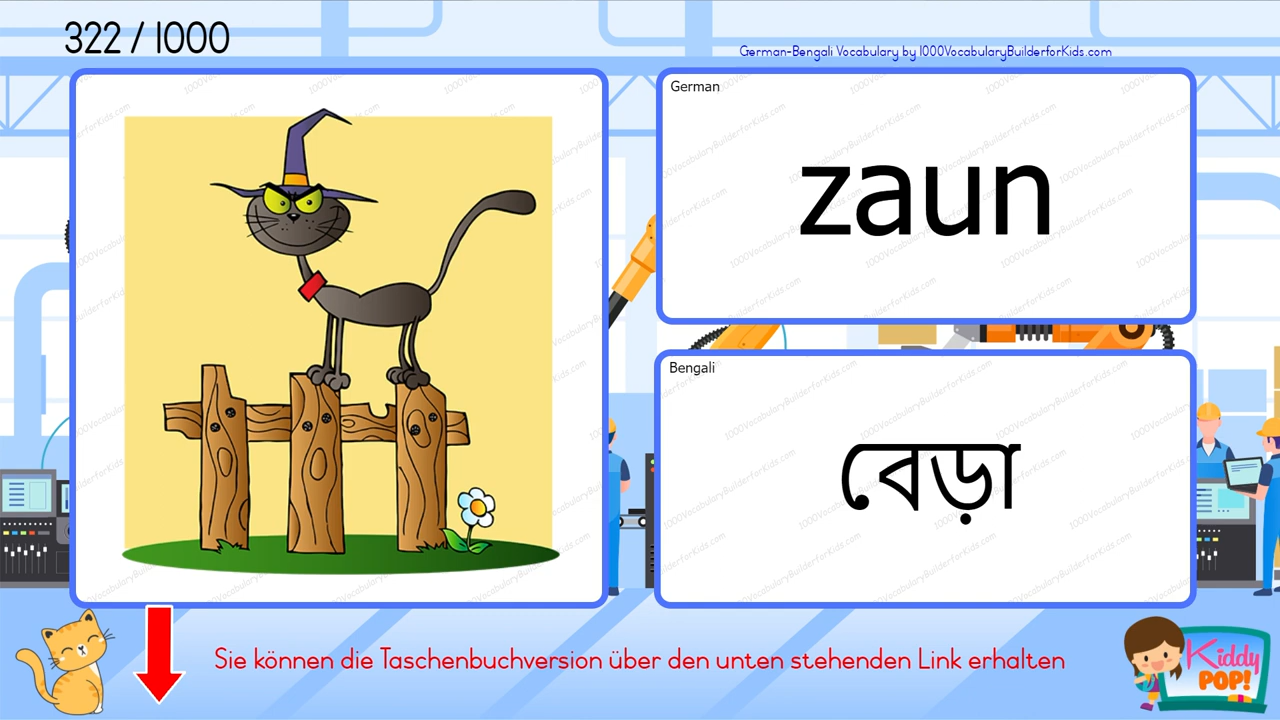 322 / 1000
German-Bengali Vocabulary by 1000VocabularyBuilderforKids.com
German
zaun
Bengali
বেড়া
Sie können die Taschenbuchversion über den unten stehenden Link erhalten
Kiddy
POP!